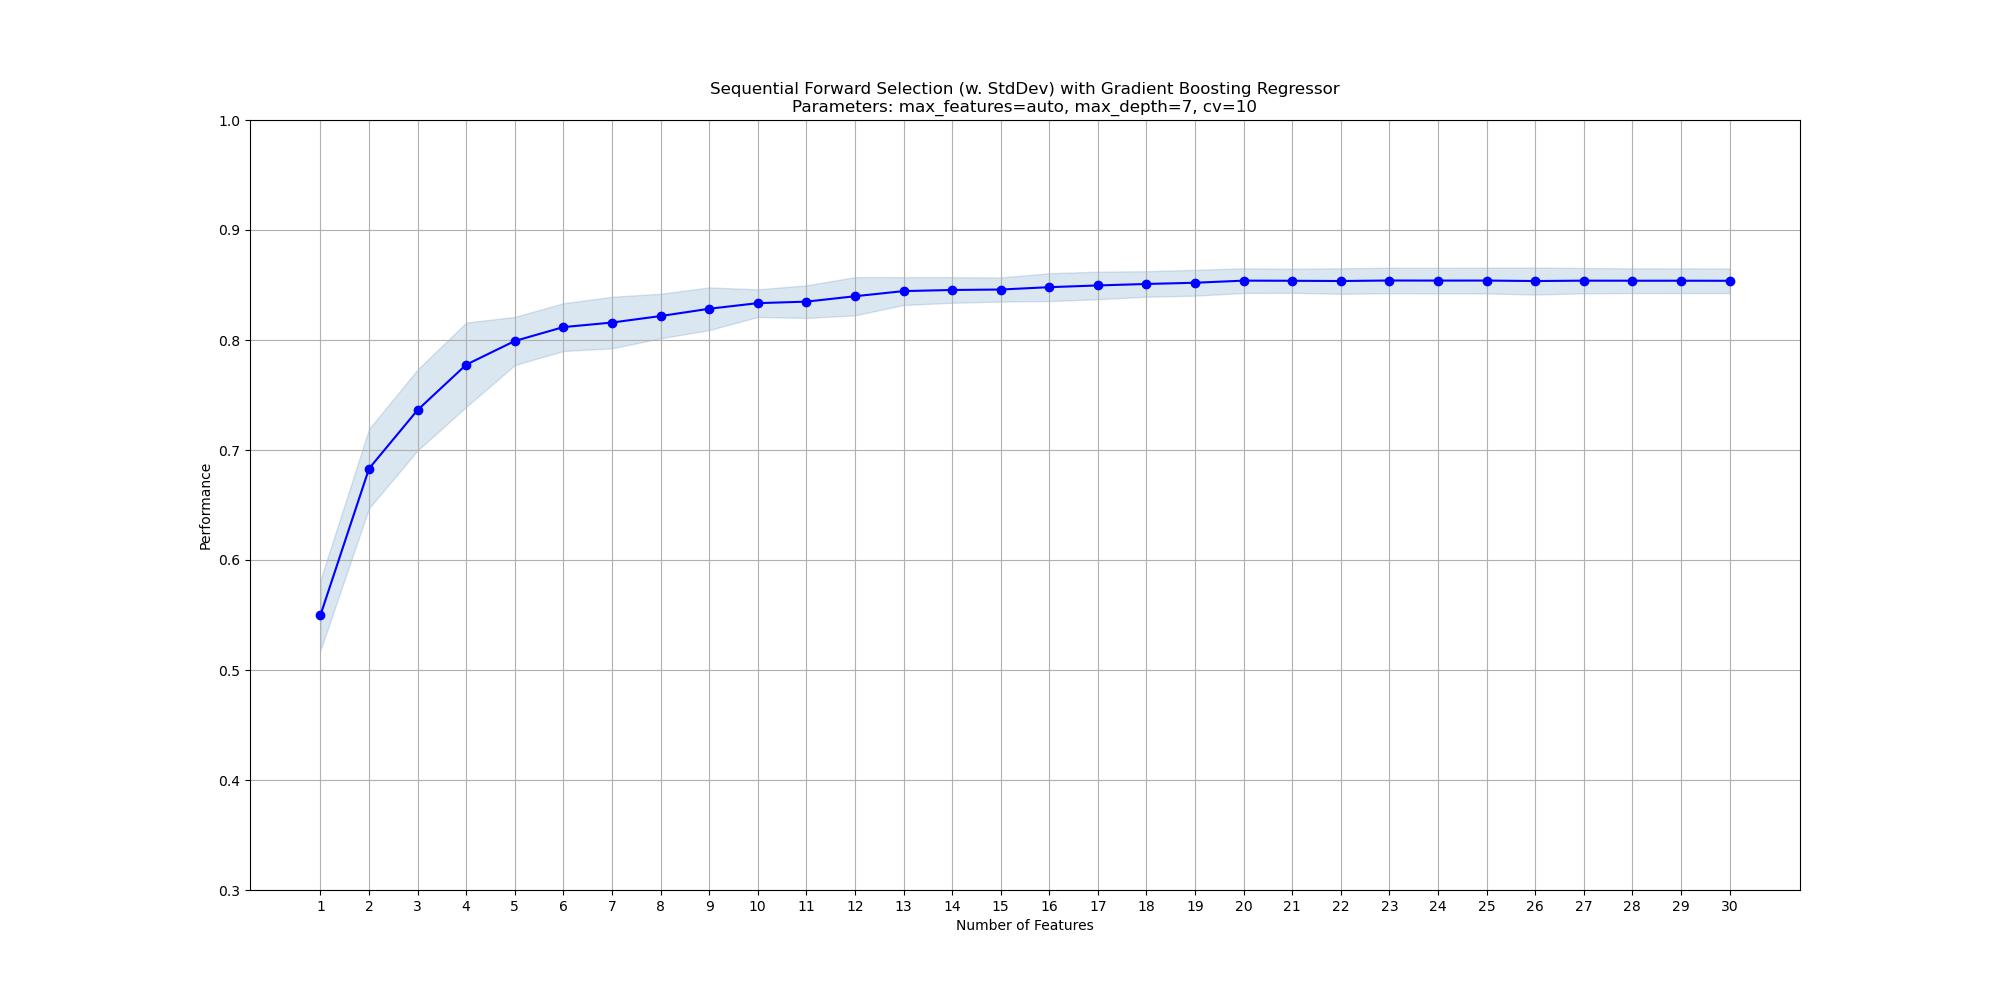 Sequential Forward Selection (w. StdDev) with Gradient Boosting Regressor
Parameters: max_features=auto, max_depth=7, cv=10
1.0
0.9
0.8
0.7
0.6
0.5
0.4
0.3
Performance
1 2 3 4 5 6 7 8 9 10 11 12 13 14 15 16 17 18 19 20 21 22 23 24 25 26 27 28 29 30
Number of Features